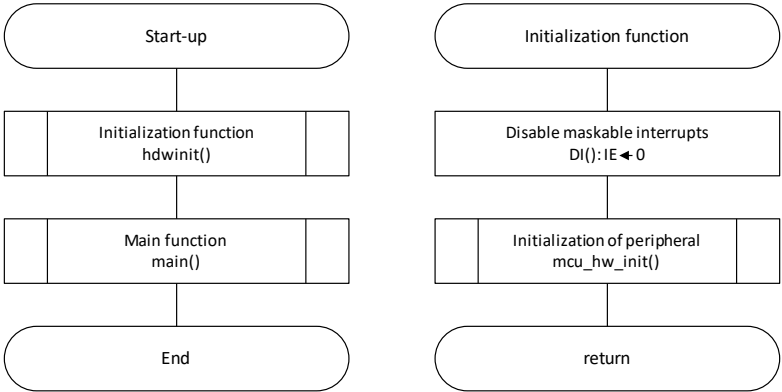 Start-up
Initialization function
hdwinit()
Main function
main()
End
Initialization function
Disable maskable interrupts
DI(): IE ← 0
Initialization of peripheral
mcu_hw_init()
return